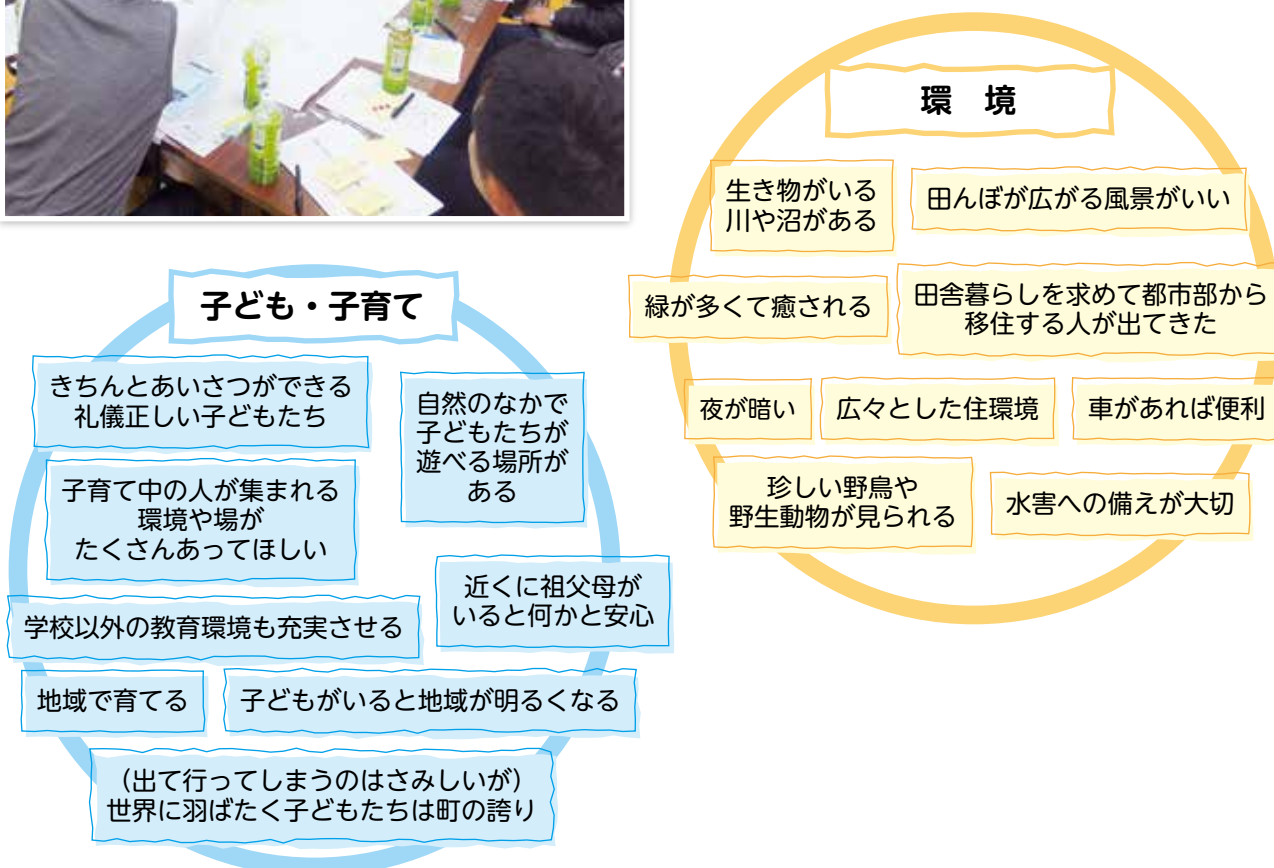 環 境
生き物がいる
川や沼がある
田んぼが広がる風景がいい
緑が多くて癒される
田舎暮らしを求めて都市部から
移住する人が出てきた
夜が暗い
広々とした住環境
車があれば便利
珍しい野鳥や
野生動物が見られる
水害への備えが大切
子ども・子育て
きちんとあいさつができる
礼儀正しい子どもたち
自然のなかで
子どもたちが
遊べる場所が
ある
子育て中の人が集まれる
環境や場が
たくさんあってほしい
近くに祖父母が
いると何かと安心
学校以外の教育環境も充実させる
地域で育てる
子どもがいると地域が明るくなる
（出て行ってしまうのはさみしいが）
世界に羽ばたく子どもたちは町の誇り